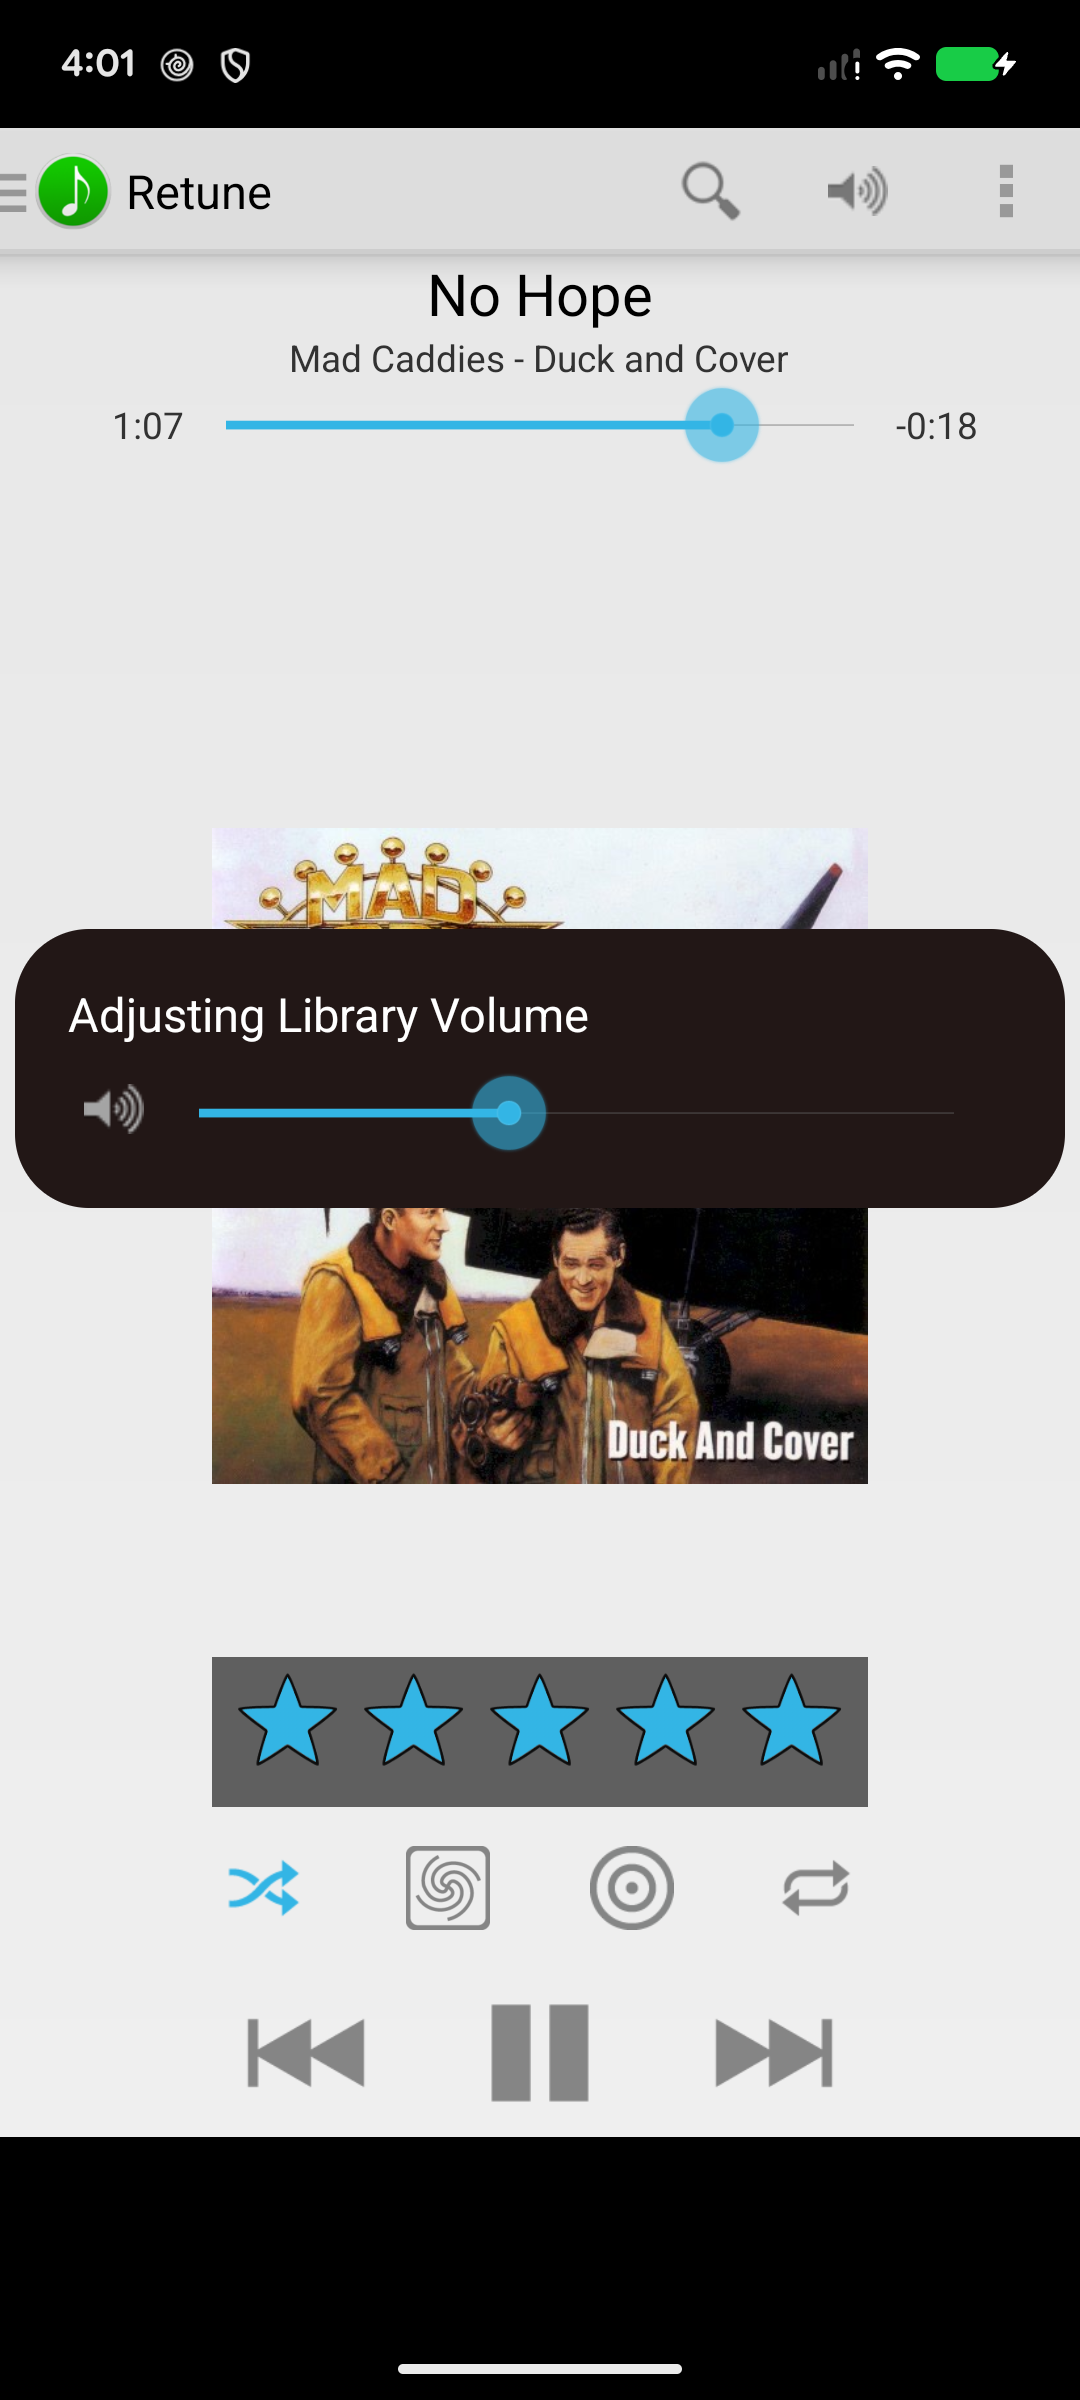 4:01
Retune
No Hope
Mad Caddies - Duck and Cover
1:07
-0:18
MAD
Adjusting Library Volume
Duck And Cover